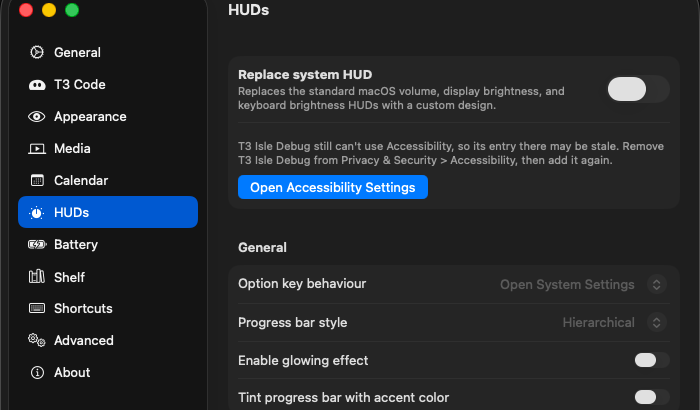 HUDs
General
T3 Code
Appearance
Media
Calendar
HUDs
Battery
Shelf
Shortcuts
Advanced
About
Replace system HUD
Replaces the standard macOS volume, display brightness, and
keyboard brightness HUDs with a custom design.
T3 Isle Debug still can't use Accessibility, so its entry there may be stale. Remove
T3 Isle Debug from Privacy & Security > Accessibility, then add it again.
Open Accessibility Settings
General
Option key behaviour Open System Settings
Progress bar style Hierarchical
Enable glowing effect
Tint progress bar with accent color